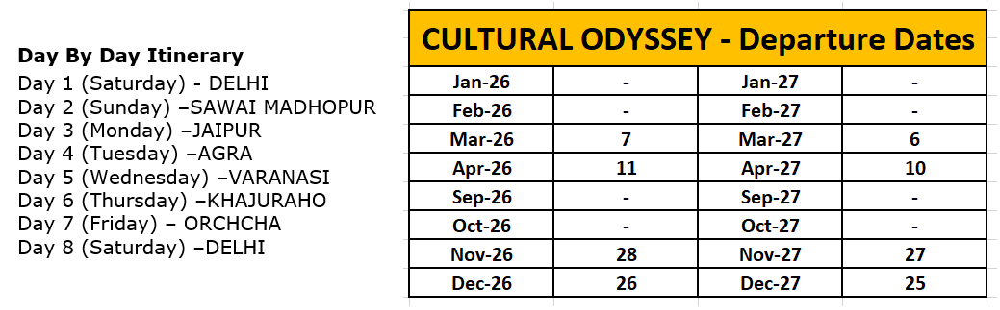 Day By Day Itinerary
Day 1 (Saturday) - DELHI
Day 2 (Sunday) –SAWAI MADHOPUR
Day 3 (Monday) –JAIPUR
Day 4 (Tuesday) –AGRA
Day 5 (Wednesday) –VARANASI
Day 6 (Thursday) –KHAJURAHO
Day 7 (Friday) – ORCHCHA
Day 8 (Saturday) –DELHI
CULTURAL ODYSSEY - Departure Dates
Jan-26 - Jan-27 -
Feb-26 - Feb-27 -
Mar-26 7 Mar-27 6
Apr-26 11 Apr-27 10
Sep-26 - Sep-27 -
Oct-26 - Oct-27 -
Nov-26 28 Nov-27 27
Dec-26 26 Dec-27 25